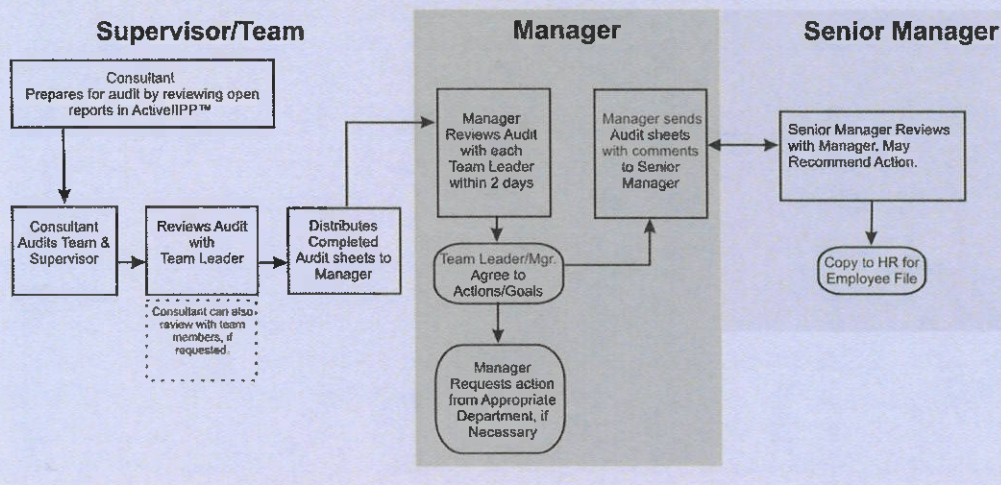 Supervisor/Team
Consultant
Prepares for audit by reviewing open
reports in ActiveIIPP™
Consultant
Audits Team &
Supervisor
Reviews Audit
with
Team Leader
Consultant can also
review with team
members, if
requested.
Distributes
Completed
Audit sheets to
Manager
Manager
Manager
Reviews Audit
with each
Team Leader
within 2 days
Team Leader/Mgr.
Agree to
Actions/Goals
Manager
Requests action
from Appropriate
Department, if
Necessary
Manager sends
Audit sheets
with comments
to Senior
Manager
Senior Manager
Senior Manager Reviews
with Manager. May
Recommend Action.
Copy to HR for
Employee File